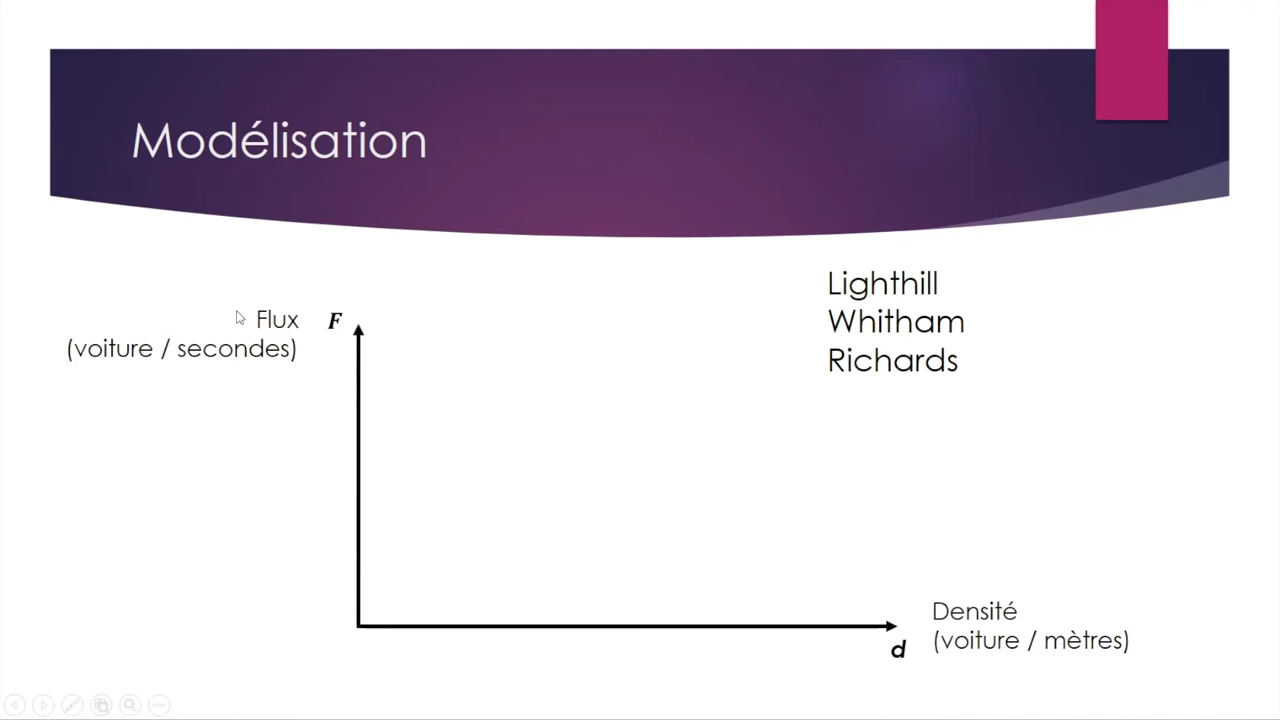 Modélisation
Lighthill
Whitham
Richards
Flux F
(voiture / secondes)
Densité
d (voiture / mètres)